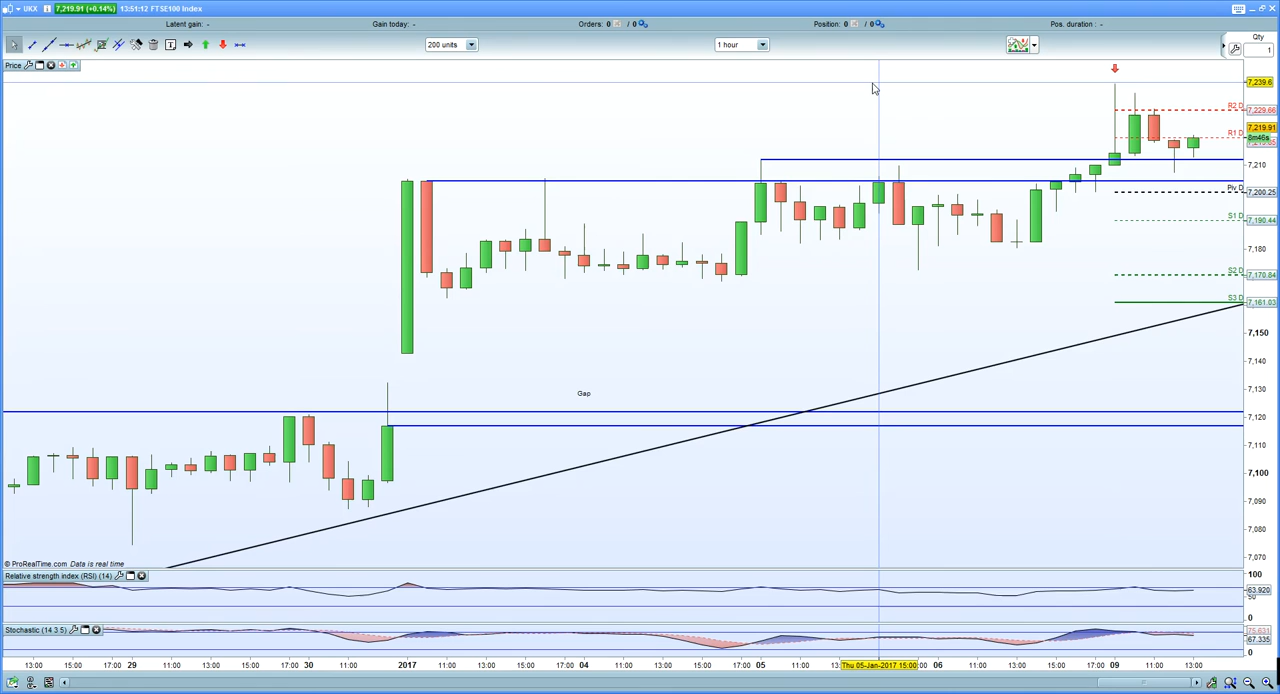 UKX 7,219.91 (+0.14%) 13:51:12 FTSE100 Index
Latent gain: - Gain today: - Orders: 0 / 0 Position: 0 / 0 Pos. duration : -
200 units 1 hour Qty
1
Price
7,239.6
R2 D 7,229.66
7,219.91
R1 D 8m46s
7,210
Piv D 7,200.25
S1 D 7,190.44
7,180
S2 D 7,170.84
S3 D 7,161.03
7,150
7,140
7,130
Gap
7,120
7,110
7,100
7,090
7,080
7,070
© ProRealTime.com Data is real time
Relative strength index (RSI) (14)
100
63.920
50
0
Stochastic (14 3 5)
75.631
67.335
0
13:00 15:00 29 11:00 13:00 15:00 17:00 30 11:00 2017 11:00 13:00 15:00 17:00 04 11:00 13:00 15:00 17:00 05 11:00 Thu 05-Jan-2017 15:00 :00 06 11:00 13:00 15:00 17:00 09 11:00 13:00